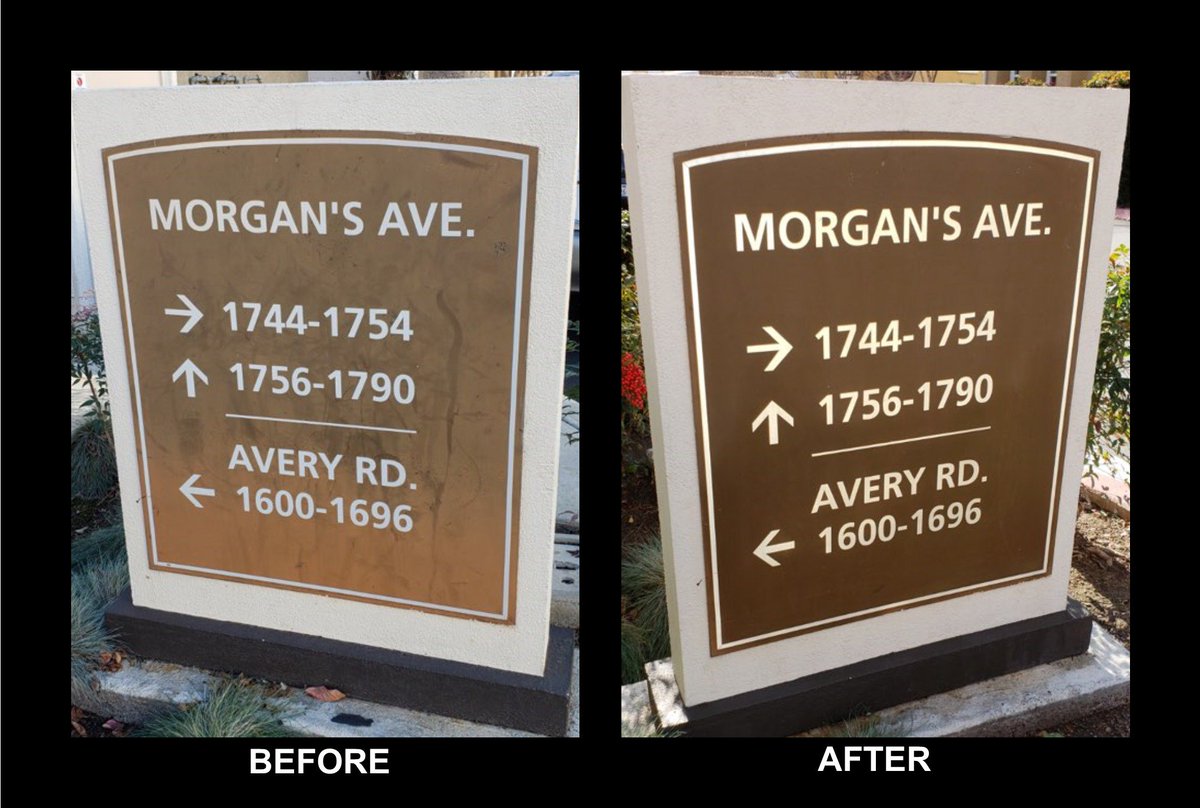 MORGAN'S AVE.
→ 1744-1754
↑ 1756-1790
AVERY RD.
← 1600-1696
BEFORE
MORGAN'S AVE.
→ 1744-1754
↑ 1756-1790
AVERY RD.
← 1600-1696
AFTER